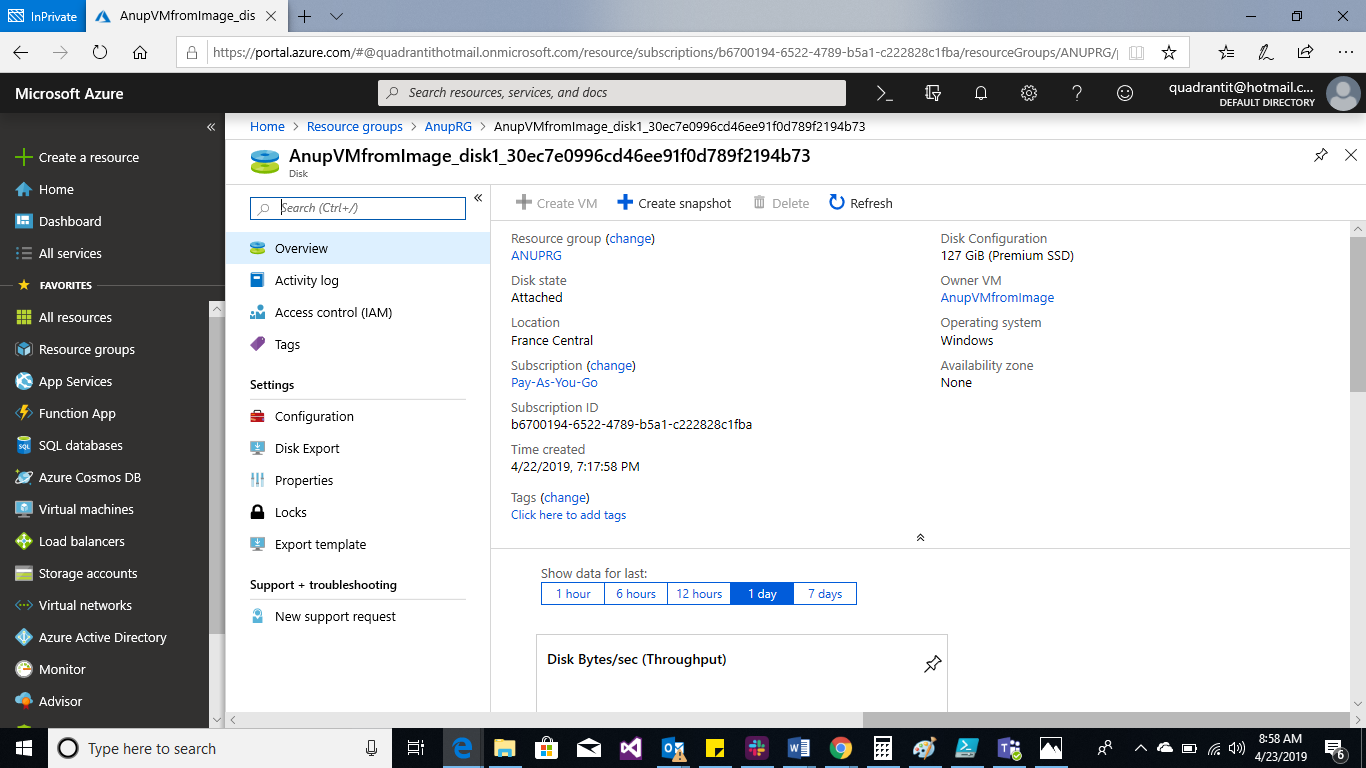 InPrivate
AnupVMfromImage_dis
https://portal.azure.com/#@quadrantithotmail.onmicrosoft.com/resource/subscriptions/b6700194-6522-4789-b5a1-c222828c1fba/resourceGroups/ANUPRG/
Microsoft Azure
Search resources, services, and docs
quadrantit@hotmail.c...
DEFAULT DIRECTORY
Create a resource
Home
Dashboard
All services
FAVORITES
All resources
Resource groups
App Services
Function App
SQL databases
Azure Cosmos DB
Virtual machines
Load balancers
Storage accounts
Virtual networks
Azure Active Directory
Monitor
Advisor
Home > Resource groups > AnupRG > AnupVMfromImage_disk1_30ec7e0996cd46ee91f0d789f2194b73
AnupVMfromImage_disk1_30ec7e0996cd46ee91f0d789f2194b73
Disk
Search (Ctrl+/)
Overview
Activity log
Access control (IAM)
Tags
Settings
Configuration
Disk Export
Properties
Locks
Export template
Support + troubleshooting
New support request
Create VM
Create snapshot
Delete
Refresh
Resource group (change)
ANUPRG
Disk state
Attached
Location
France Central
Subscription (change)
Pay-As-You-Go
Subscription ID
b6700194-6522-4789-b5a1-c222828c1fba
Time created
4/22/2019, 7:17:58 PM
Tags (change)
Click here to add tags
Disk Configuration
127 GiB (Premium SSD)
Owner VM
AnupVMfromImage
Operating system
Windows
Availability zone
None
Show data for last:
1 hour
6 hours
12 hours
1 day
7 days
Disk Bytes/sec (Throughput)
Type here to search
8:58 AM
4/23/2019
6